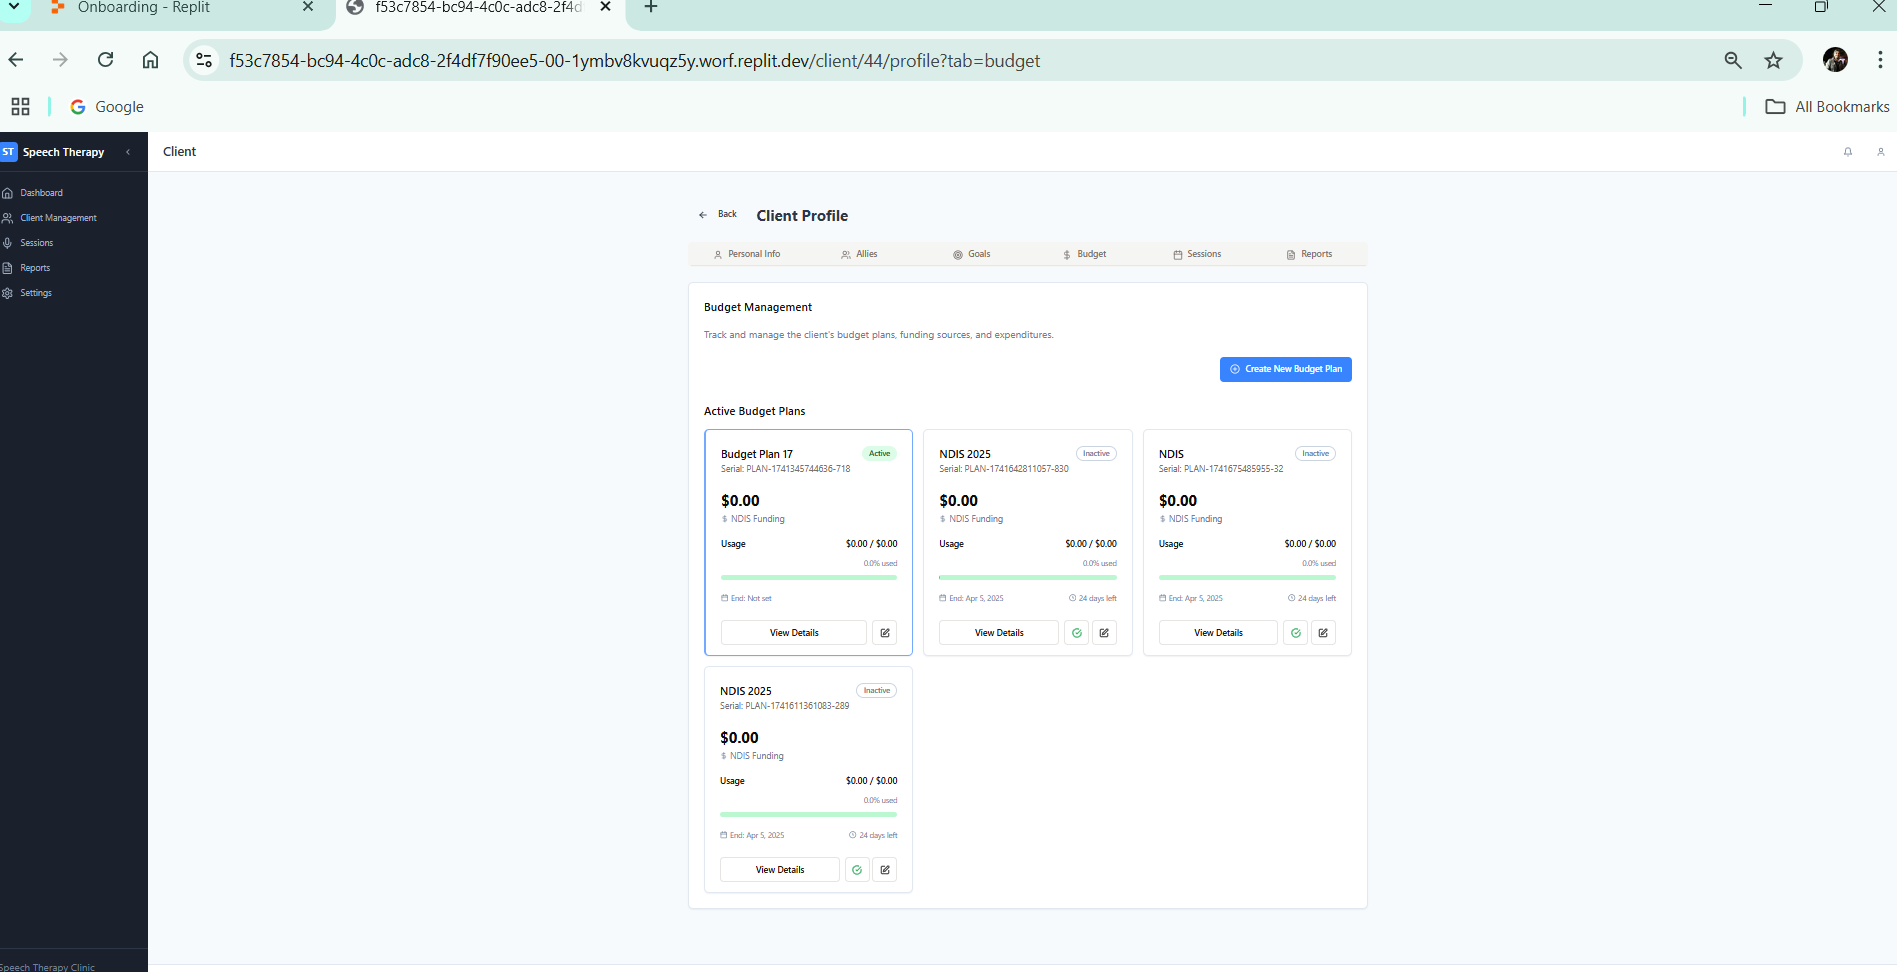 Onboarding - Replit
f53c7854-bc94-4c0c-adc8-2f4d
f53c7854-bc94-4c0c-adc8-2f4df7f90ee5-00-1ymbv8kvuqz5y.worf.replit.dev/client/44/profile?tab=budget
Google
All Bookmarks
ST Speech Therapy
Client
Dashboard
Client Management
Sessions
Reports
Settings
Back Client Profile
Personal Info Allies Goals Budget Sessions Reports
Budget Management
Track and manage the client's budget plans, funding sources, and expenditures.
Create New Budget Plan
Active Budget Plans
Budget Plan 17 Active
Serial: PLAN-1741345744636-718
$0.00
$ NDIS Funding
Usage $0.00 / $0.00
0.0% used
End: Not set
View Details
NDIS 2025 Inactive
Serial: PLAN-1741642811057-830
$0.00
$ NDIS Funding
Usage $0.00 / $0.00
0.0% used
End: Apr 5, 2025 24 days left
View Details
NDIS Inactive
Serial: PLAN-1741675485955-32
$0.00
$ NDIS Funding
Usage $0.00 / $0.00
0.0% used
End: Apr 5, 2025 24 days left
View Details
NDIS 2025 Inactive
Serial: PLAN-1741611361083-289
$0.00
$ NDIS Funding
Usage $0.00 / $0.00
0.0% used
End: Apr 5, 2025 24 days left
View Details
Speech Therapy Clinic